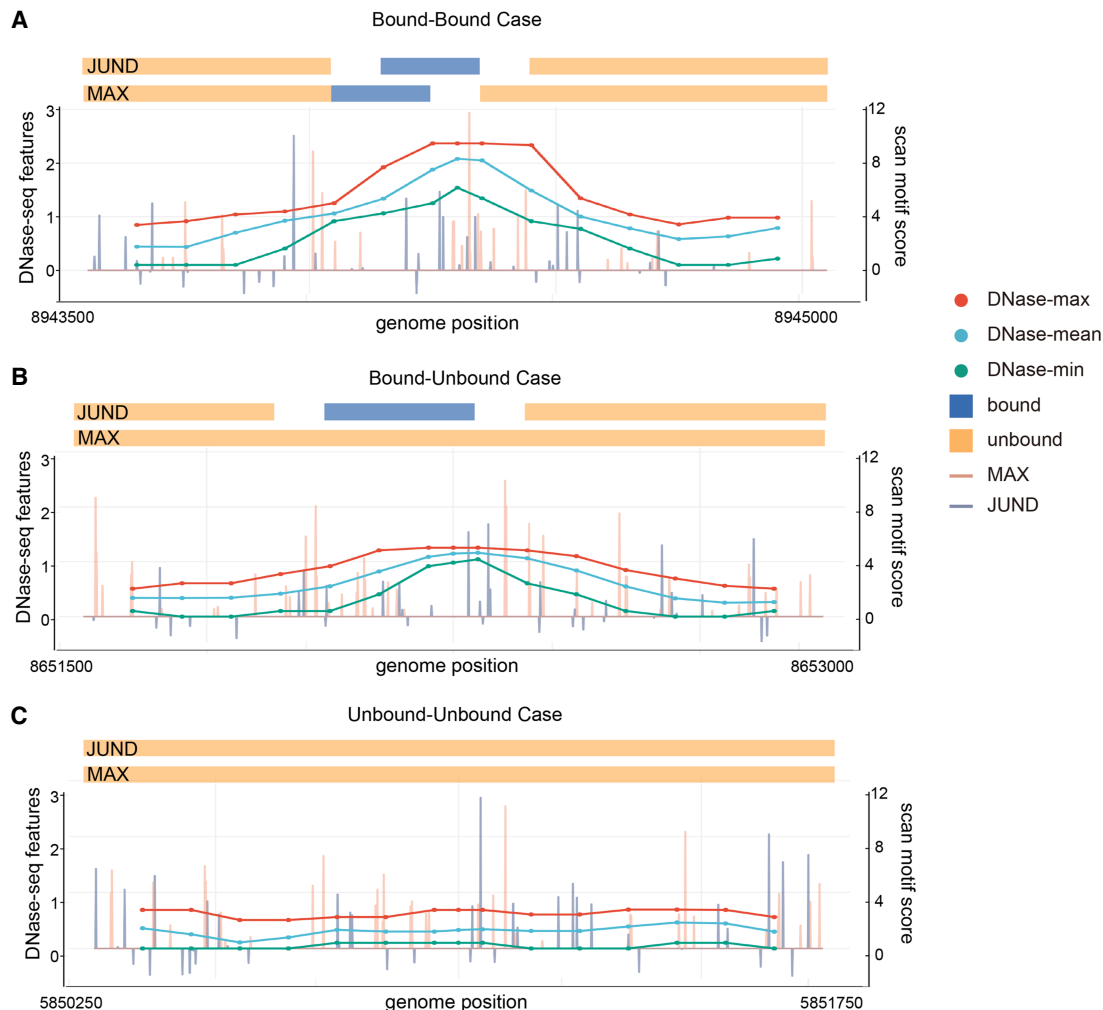 A
Bound-Bound Case
JUND
MAX
3
2
1
0
DNase-seq features
12
8
4
0
scan motif score
8943500
genome position
8945000
B
Bound-Unbound Case
JUND
MAX
3
2
1
0
DNase-seq features
12
8
4
0
scan motif score
8651500
genome position
8653000
C
Unbound-Unbound Case
JUND
MAX
3
2
1
0
DNase-seq features
12
8
4
0
scan motif score
5850250
genome position
5851750
DNase-max
DNase-mean
DNase-min
bound
unbound
MAX
JUND